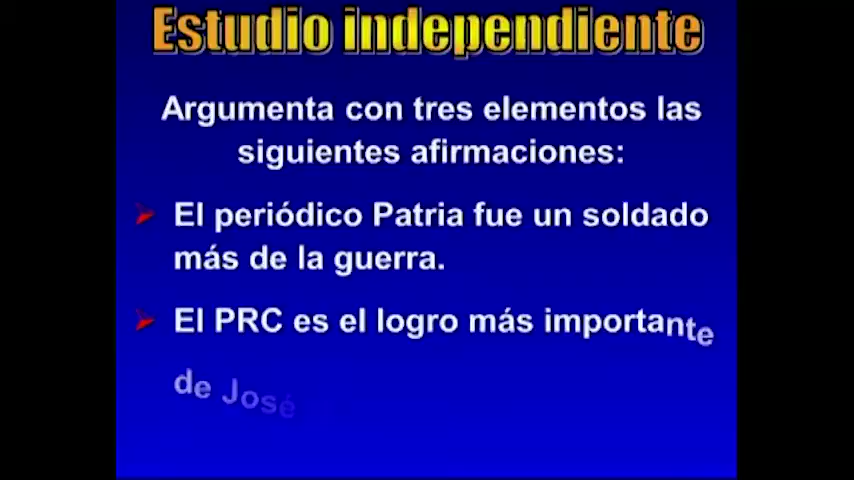 Estudio independiente
Argumenta con tres elementos las
siguientes afirmaciones:
El periódico Patria fue un soldado
más de la guerra.
El PRC es el logro más importante
de José